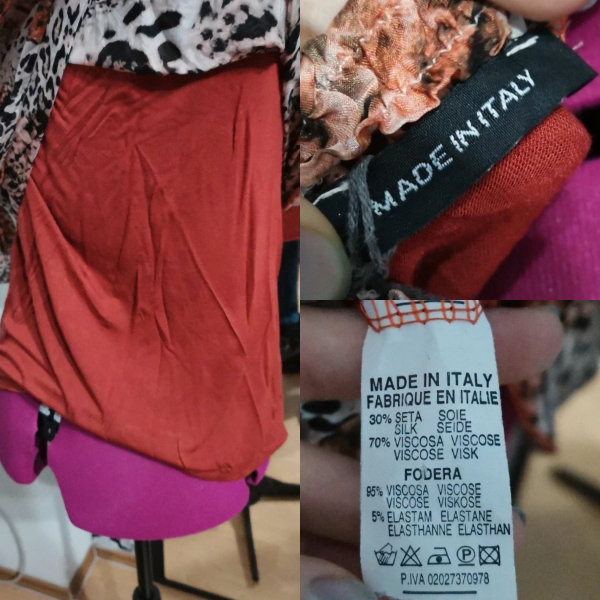 MADE IN ITALY
MADE IN ITALY
FABRIQUE EN ITALIE
30% SETA SOIE
SILK SEIDE
70% VISCOSA VISCOSE
VISCOSE VISK
FODERA
95% VISCOSA VISCOSE
VISCOSE VISKOSE
5% ELASTAM ELASTANE
ELASTHANNE ELASTHAN
P
P.IVA 02027370978